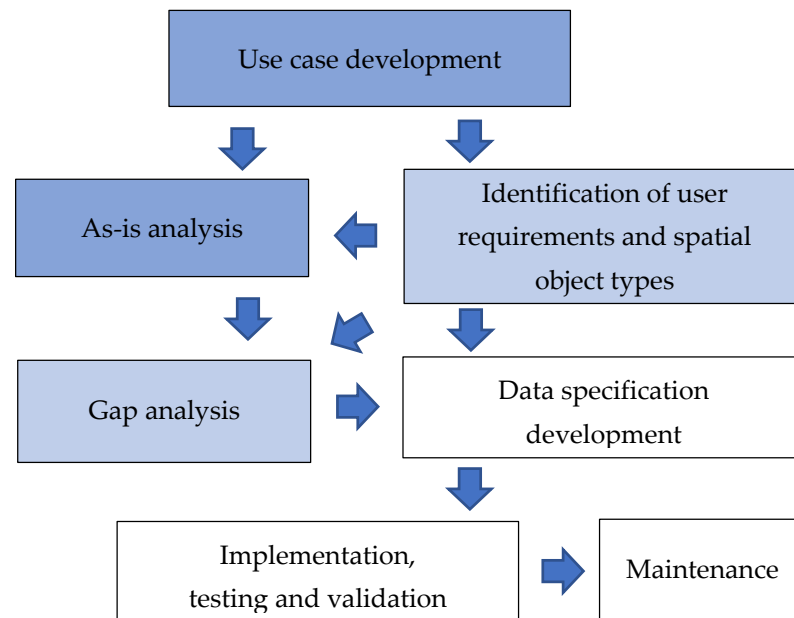 Use case development
As-is analysis
Identification of user
requirements and spatial
object types
Gap analysis
Data specification
development
Implementation,
testing and validation
Maintenance